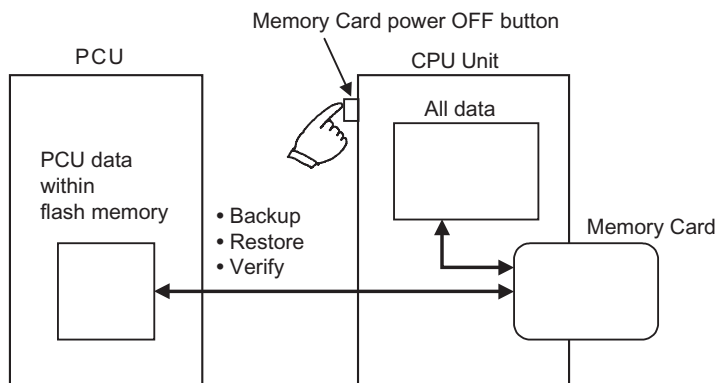 Memory Card power OFF button
PCU
CPU Unit
All data
PCU data
within
flash memory
• Backup
• Restore
• Verify
Memory Card